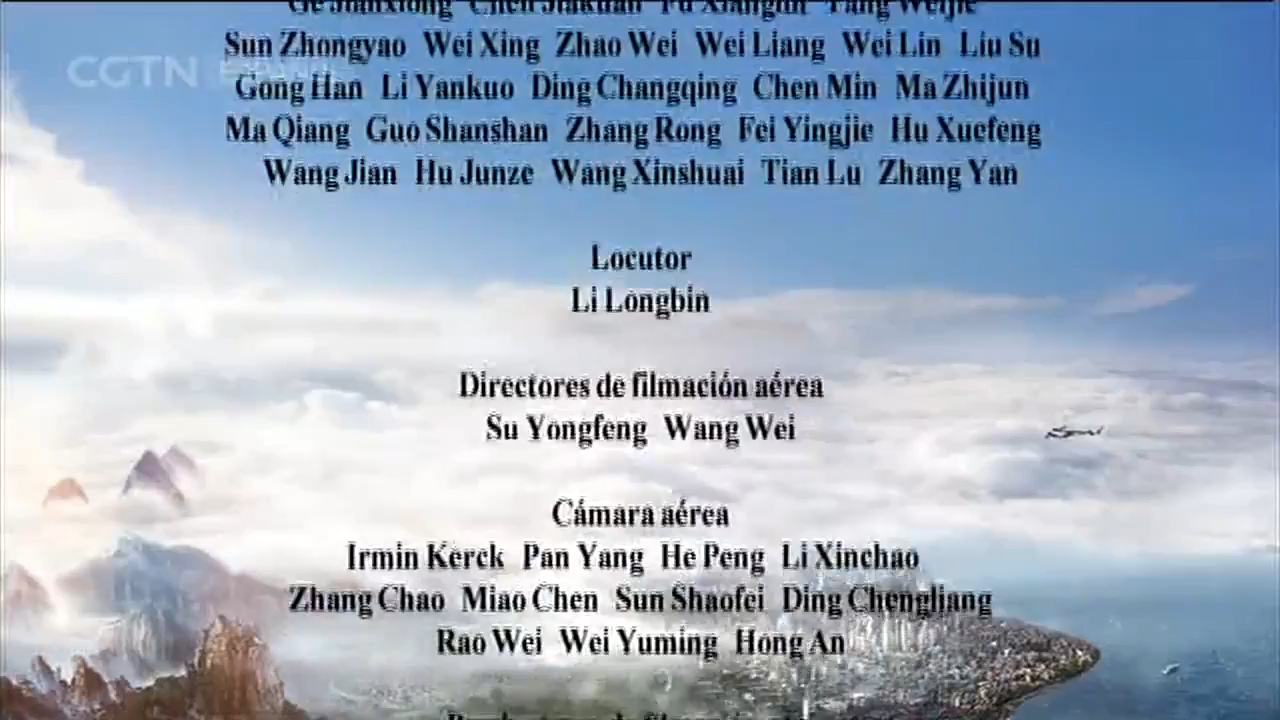 CGTN
Sun Zhongyao Wei Xing Zhao Wei Wei Liang Wei Lin Liu Su
Gong Han Li Yankuo Ding Changqing Chen Min Ma Zhijun
Ma Qiang Guo Shanshan Zhang Rong Fei Yingjie Hu Xuefeng
Wang Jian Hu Junze Wang Xinshuai Tian Lu Zhang Yan
Locutor
Li Longbin
Directores de filmación aérea
Su Yongfeng Wang Wei
Cámara aérea
Irmin Kerck Pan Yang He Peng Li Xinchao
Zhang Chao Miao Chen Sun Shaofei Ding Chengliang
Rao Wei Wei Yuming Hong An